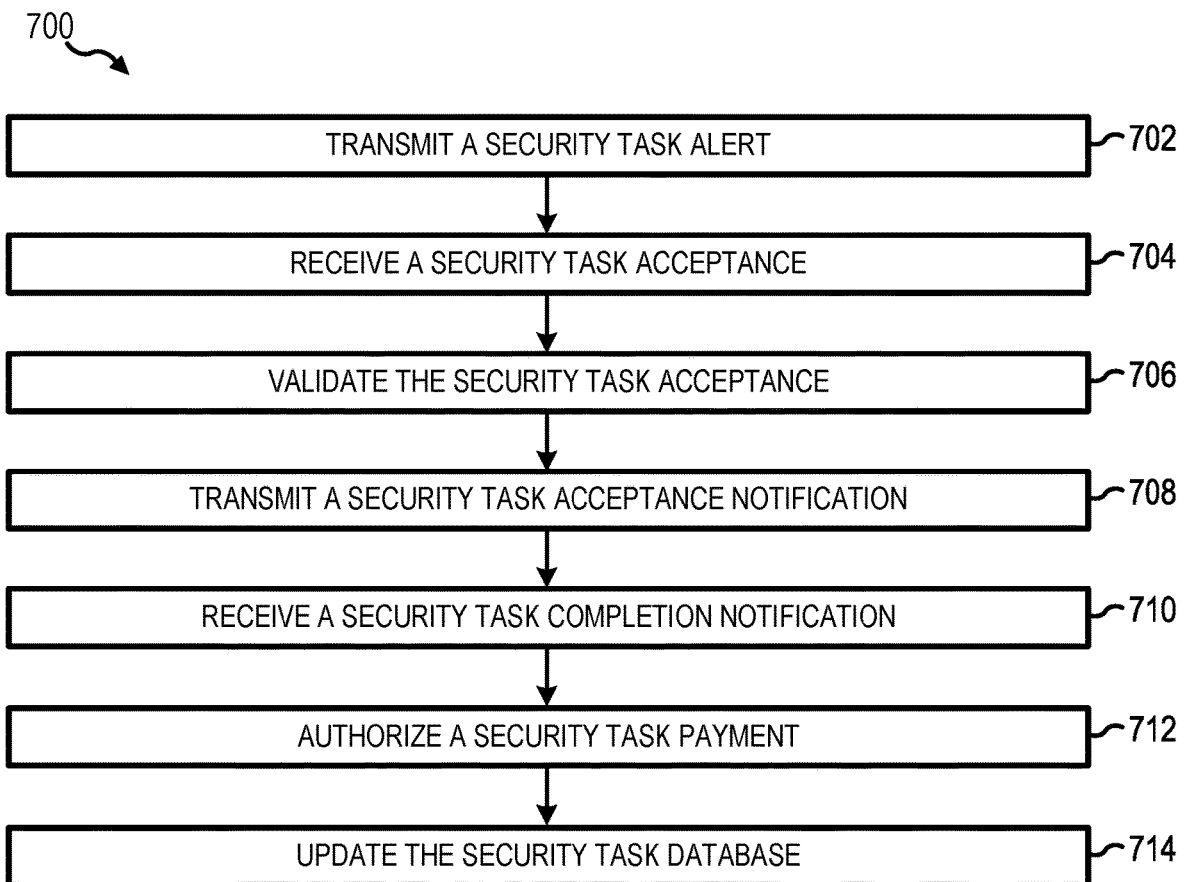 700
TRANSMIT A SECURITY TASK ALERT 702
RECEIVE A SECURITY TASK ACCEPTANCE 704
VALIDATE THE SECURITY TASK ACCEPTANCE 706
TRANSMIT A SECURITY TASK ACCEPTANCE NOTIFICATION 708
RECEIVE A SECURITY TASK COMPLETION NOTIFICATION 710
AUTHORIZE A SECURITY TASK PAYMENT 712
UPDATE THE SECURITY TASK DATABASE 714